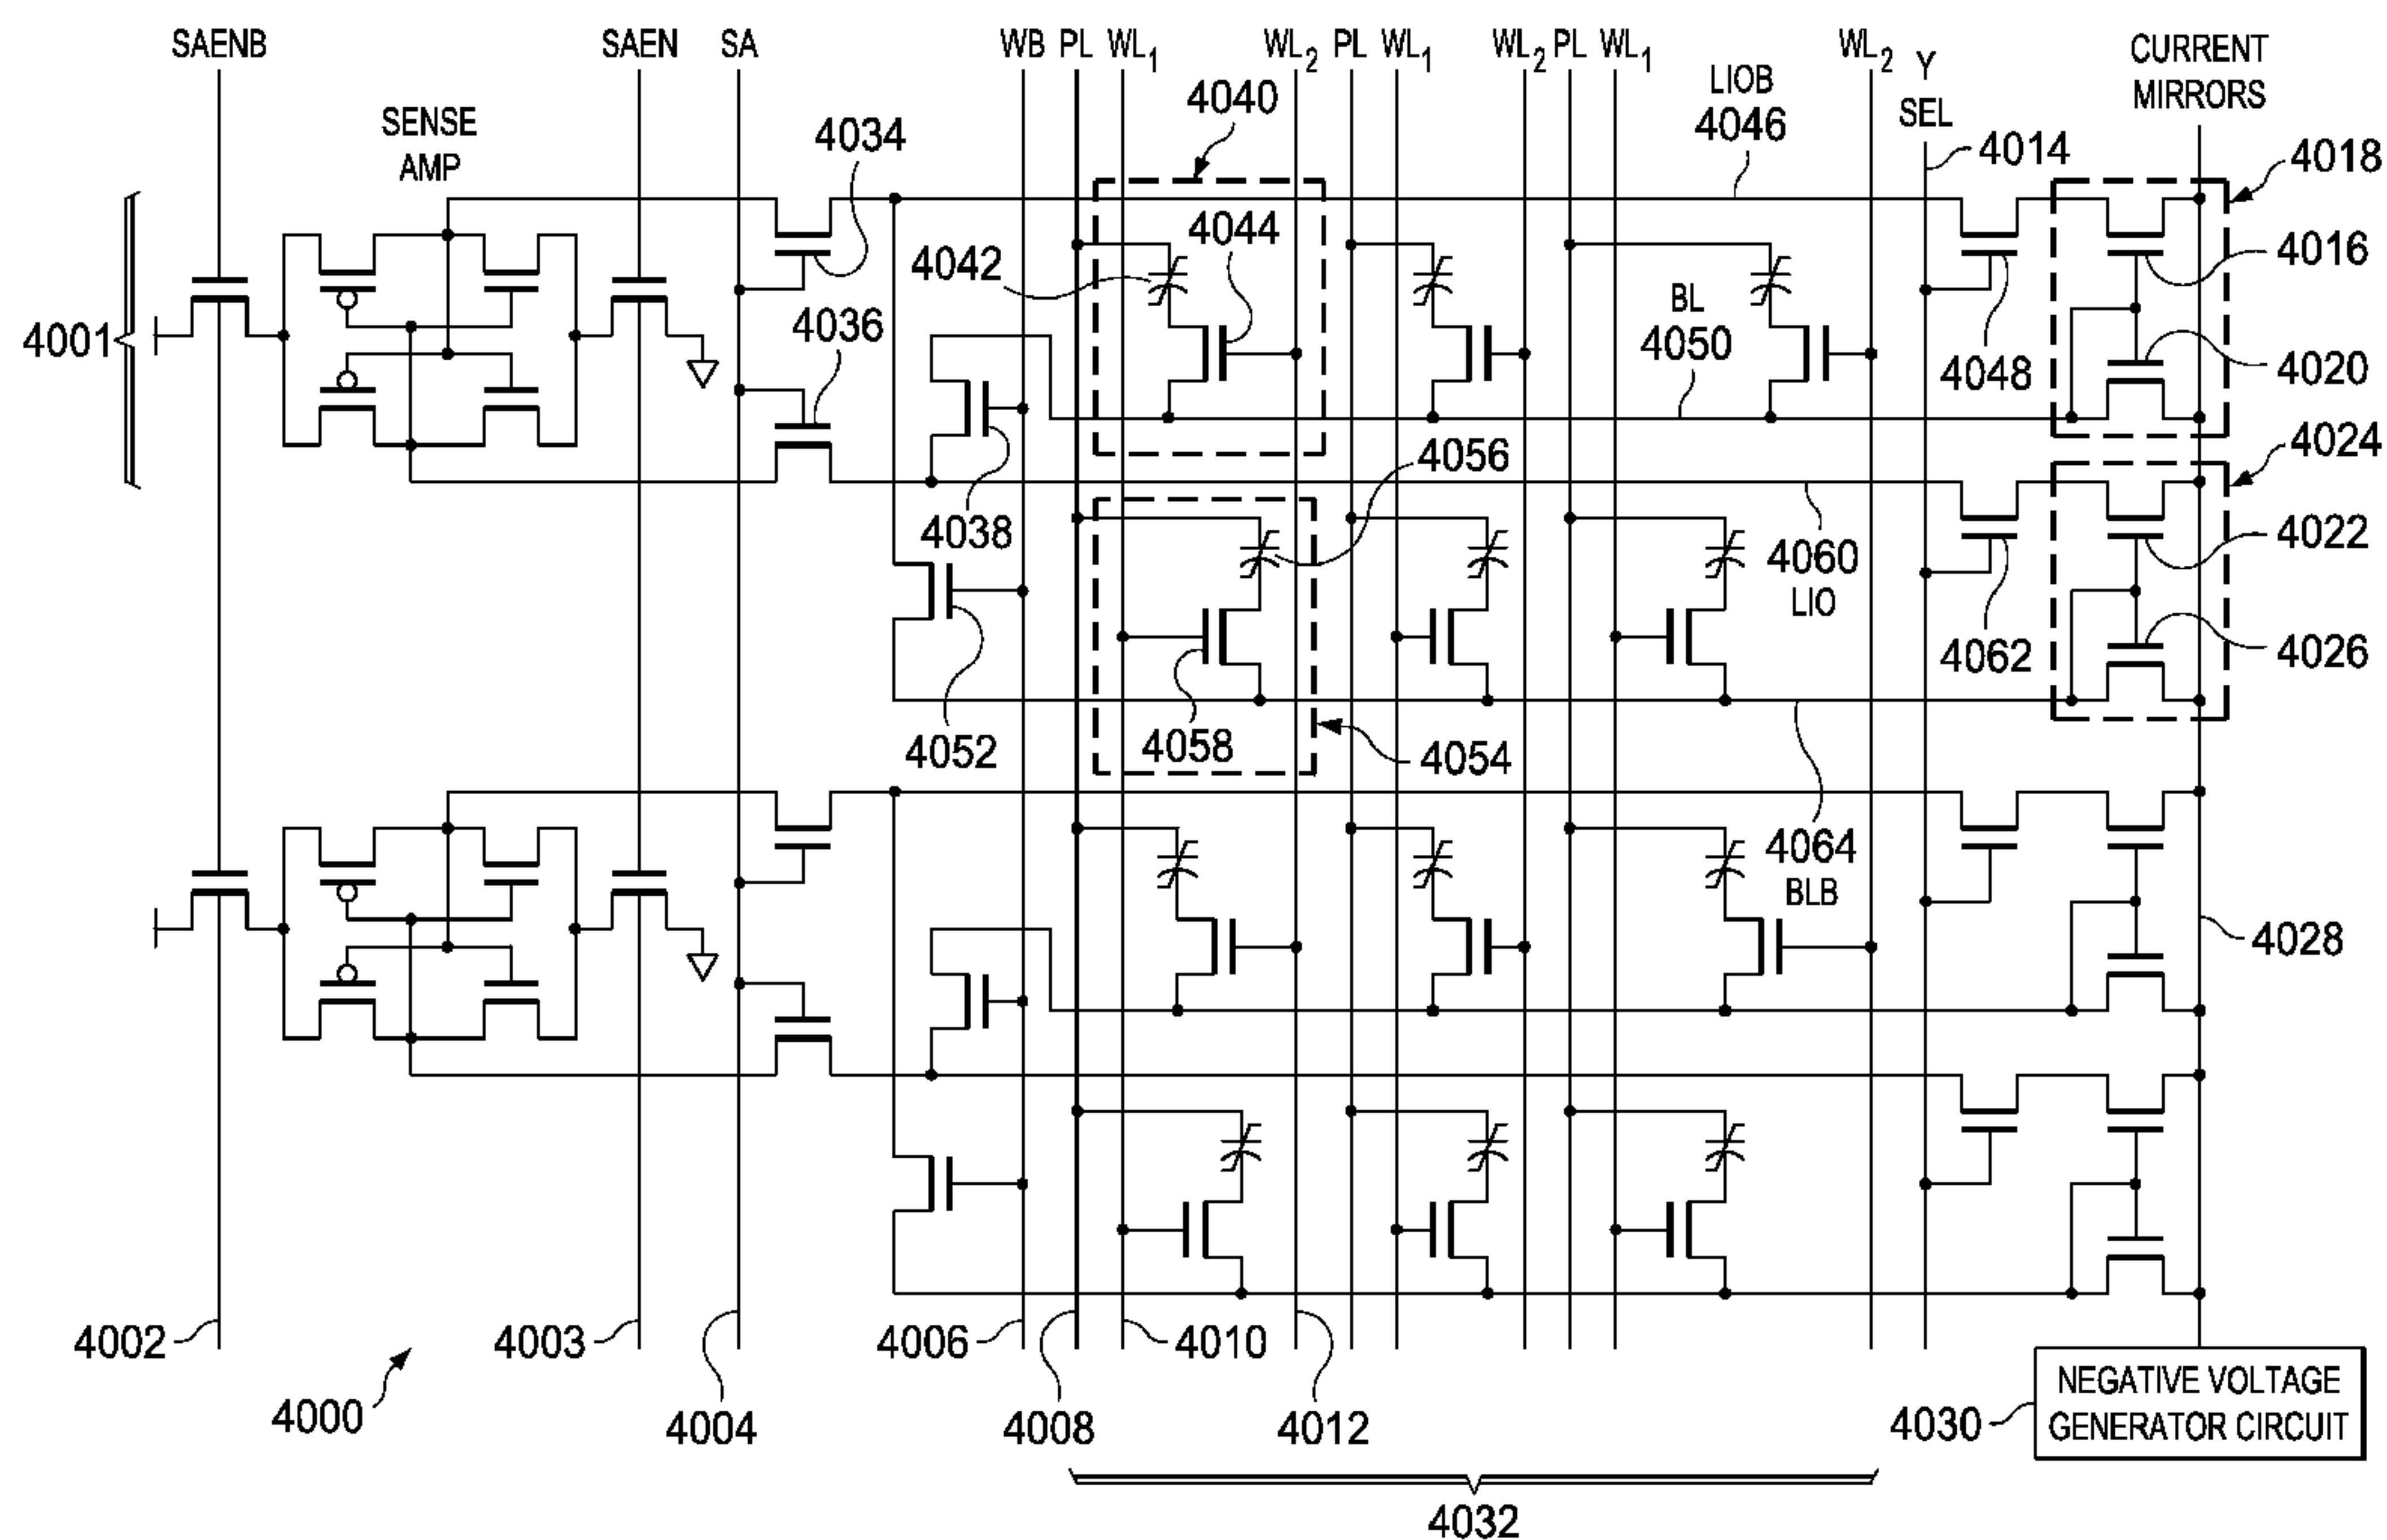 SAENB
SAEN
SA
WB
PL
WL1
WL2
PL
WL1
WL2
PL
WL1
WL2
Y
SEL
CURRENT
MIRRORS
SENSE
AMP
4001
4034
4036
4040
4042
4044
LIOB
4046
4014
4018
4016
BL
4050
4048
4020
4024
4056
4038
4060
LIO
4022
4062
4026
4052
4058
4054
4064
BLB
4028
4002
4003
4006
4010
4000
4004
4008
4012
4030
NEGATIVE VOLTAGE
GENERATOR CIRCUIT
4032